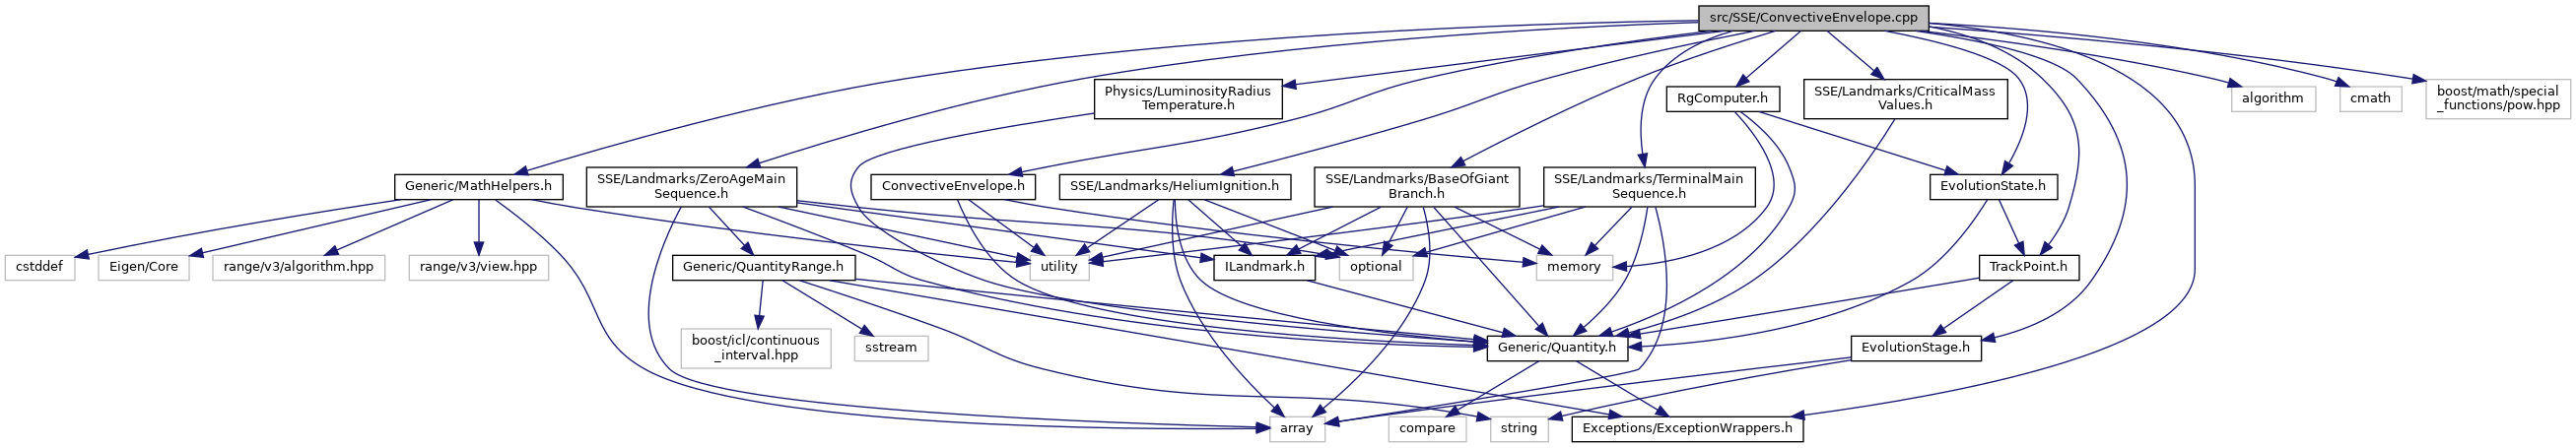 src/SSE/ConvectiveEnvelope.cpp
Physics/LuminosityRadius
Temperature.h
RgComputer.h
SSE/Landmarks/CriticalMass
Values.h
algorithm
cmath
boost/math/special
_functions/pow.hpp
Generic/MathHelpers.h
SSE/Landmarks/ZeroAgeMain
Sequence.h
ConvectiveEnvelope.h
SSE/Landmarks/HeliumIgnition.h
SSE/Landmarks/BaseOfGiant
Branch.h
SSE/Landmarks/TerminalMain
Sequence.h
EvolutionState.h
cstddef
Eigen/Core
range/v3/algorithm.hpp
range/v3/view.hpp
Generic/QuantityRange.h
utility
ILandmark.h
optional
memory
TrackPoint.h
boost/icl/continuous
_interval.hpp
sstream
Generic/Quantity.h
EvolutionStage.h
array
compare
string
Exceptions/ExceptionWrappers.h